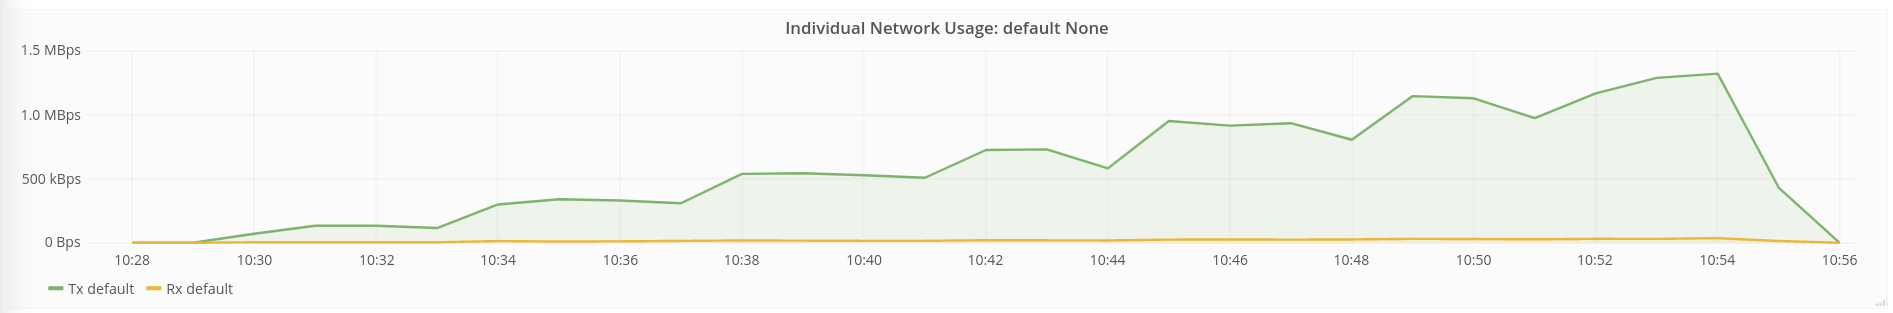 Individual Network Usage: default None
1.5 MBps
1.0 MBps
500 kBps
0 Bps
10:28 10:30 10:32 10:34 10:36 10:38 10:40 10:42 10:44 10:46 10:48 10:50 10:52 10:54 10:56
Tx default Rx default